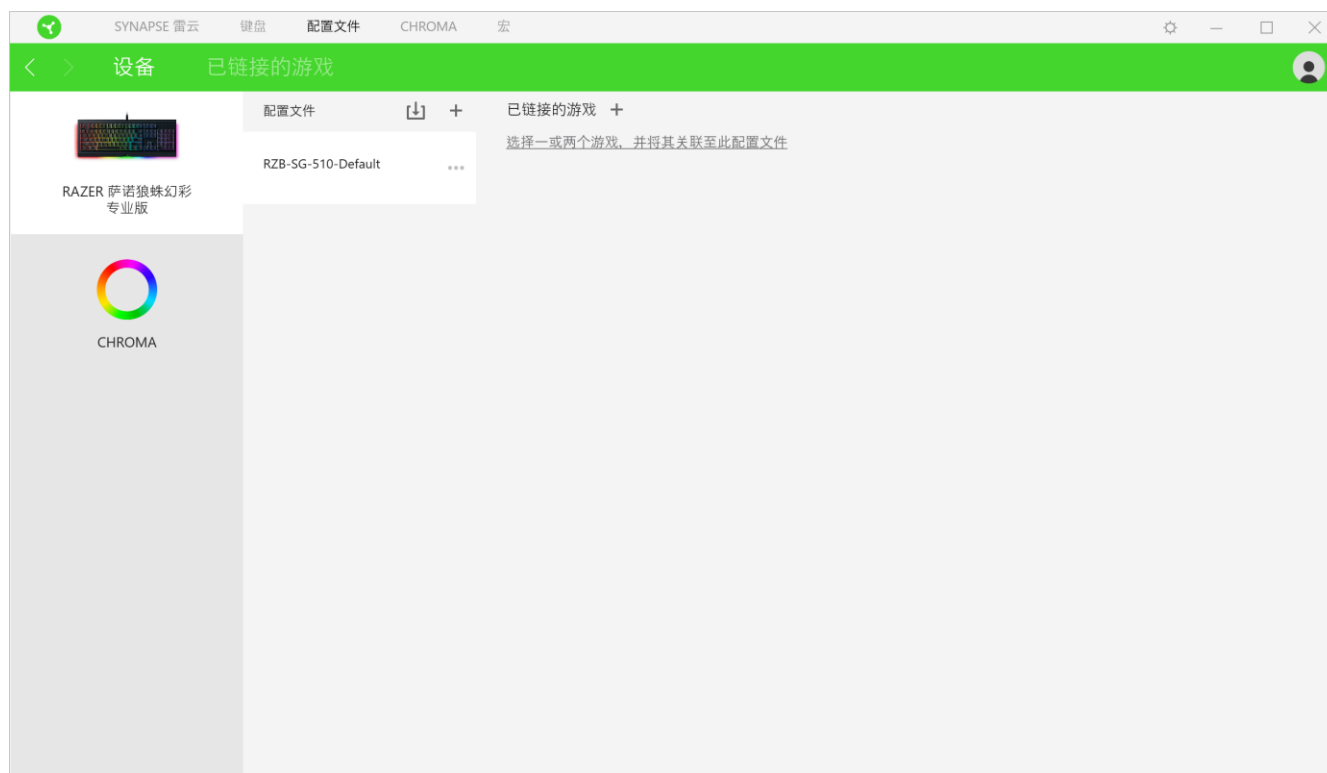 SYNAPSE 雷云 键盘 配置文件 CHROMA 宏
设备 已链接的游戏
配置文件
已链接的游戏
选择一或两个游戏，并将其关联至此配置文件
RZB-SG-510-Default
RAZER 萨诺狼蛛幻彩
专业版
CHROMA